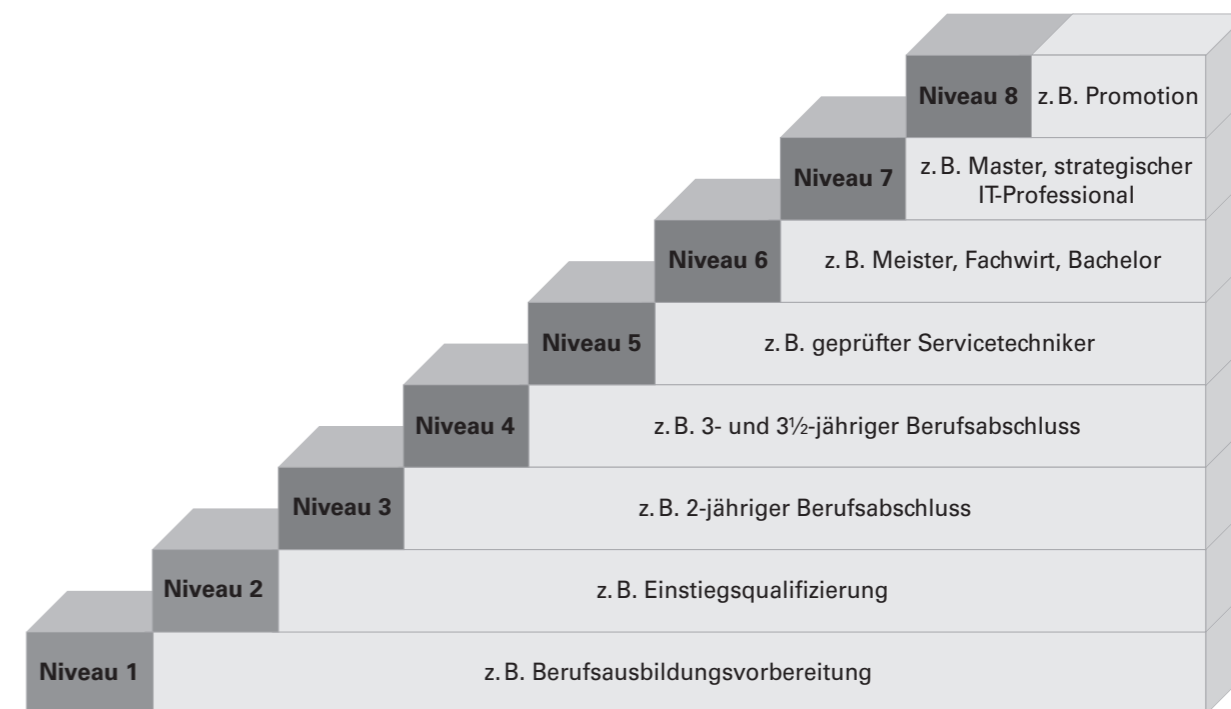 Niveau 8 z. B. Promotion
Niveau 7 z. B. Master, strategischer
IT-Professional
Niveau 6 z. B. Meister, Fachwirt, Bachelor
Niveau 5 z. B. geprüfter Servicetechniker
Niveau 4 z. B. 3- und 3½-jähriger Berufsabschluss
Niveau 3 z. B. 2-jähriger Berufsabschluss
Niveau 2 z. B. Einstiegsqualifizierung
Niveau 1 z. B. Berufsausbildungsvorbereitung